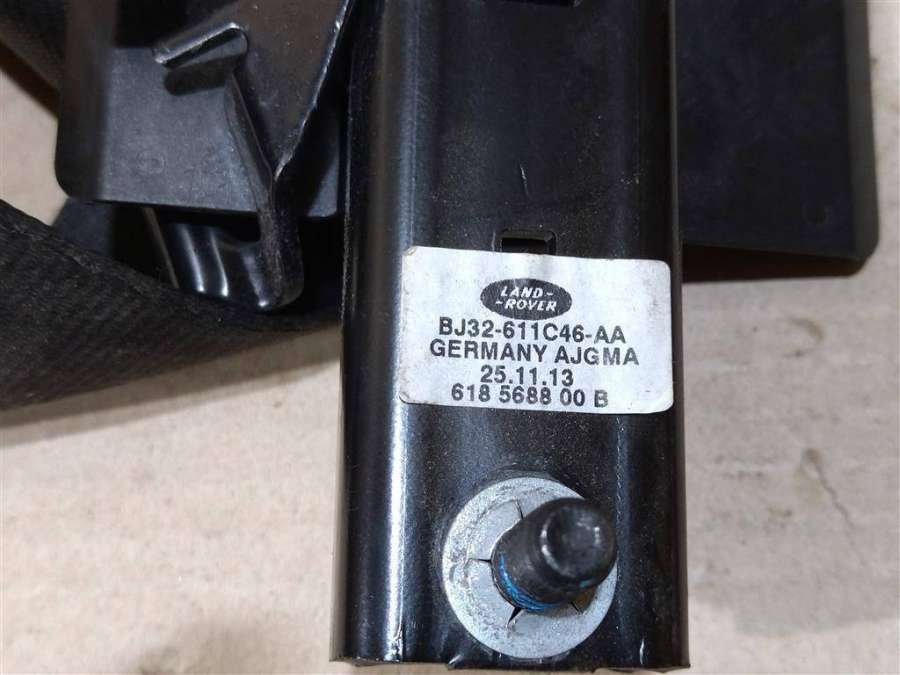 LAND-
-ROVER
BJ32-611C46-AA
GERMANY AJGMA
25.11.13
618 5688 00 B